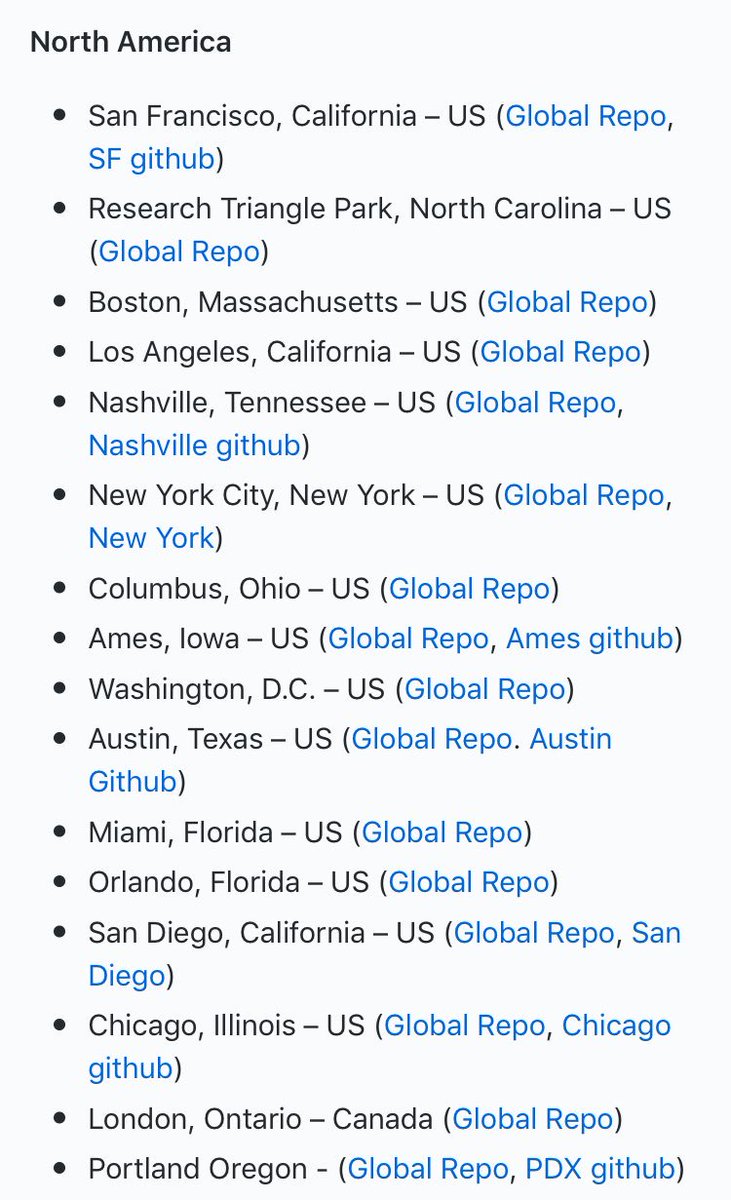 North America
• San Francisco, California – US (Global Repo,
SF github)
• Research Triangle Park, North Carolina – US
(Global Repo)
• Boston, Massachusetts – US (Global Repo)
• Los Angeles, California – US (Global Repo)
• Nashville, Tennessee – US (Global Repo,
Nashville github)
• New York City, New York – US (Global Repo,
New York)
• Columbus, Ohio – US (Global Repo)
• Ames, Iowa – US (Global Repo, Ames github)
• Washington, D.C. – US (Global Repo)
• Austin, Texas – US (Global Repo. Austin
Github)
• Miami, Florida – US (Global Repo)
• Orlando, Florida – US (Global Repo)
• San Diego, California – US (Global Repo, San
Diego)
• Chicago, Illinois – US (Global Repo, Chicago
github)
• London, Ontario – Canada (Global Repo)
• Portland Oregon - (Global Repo, PDX github)